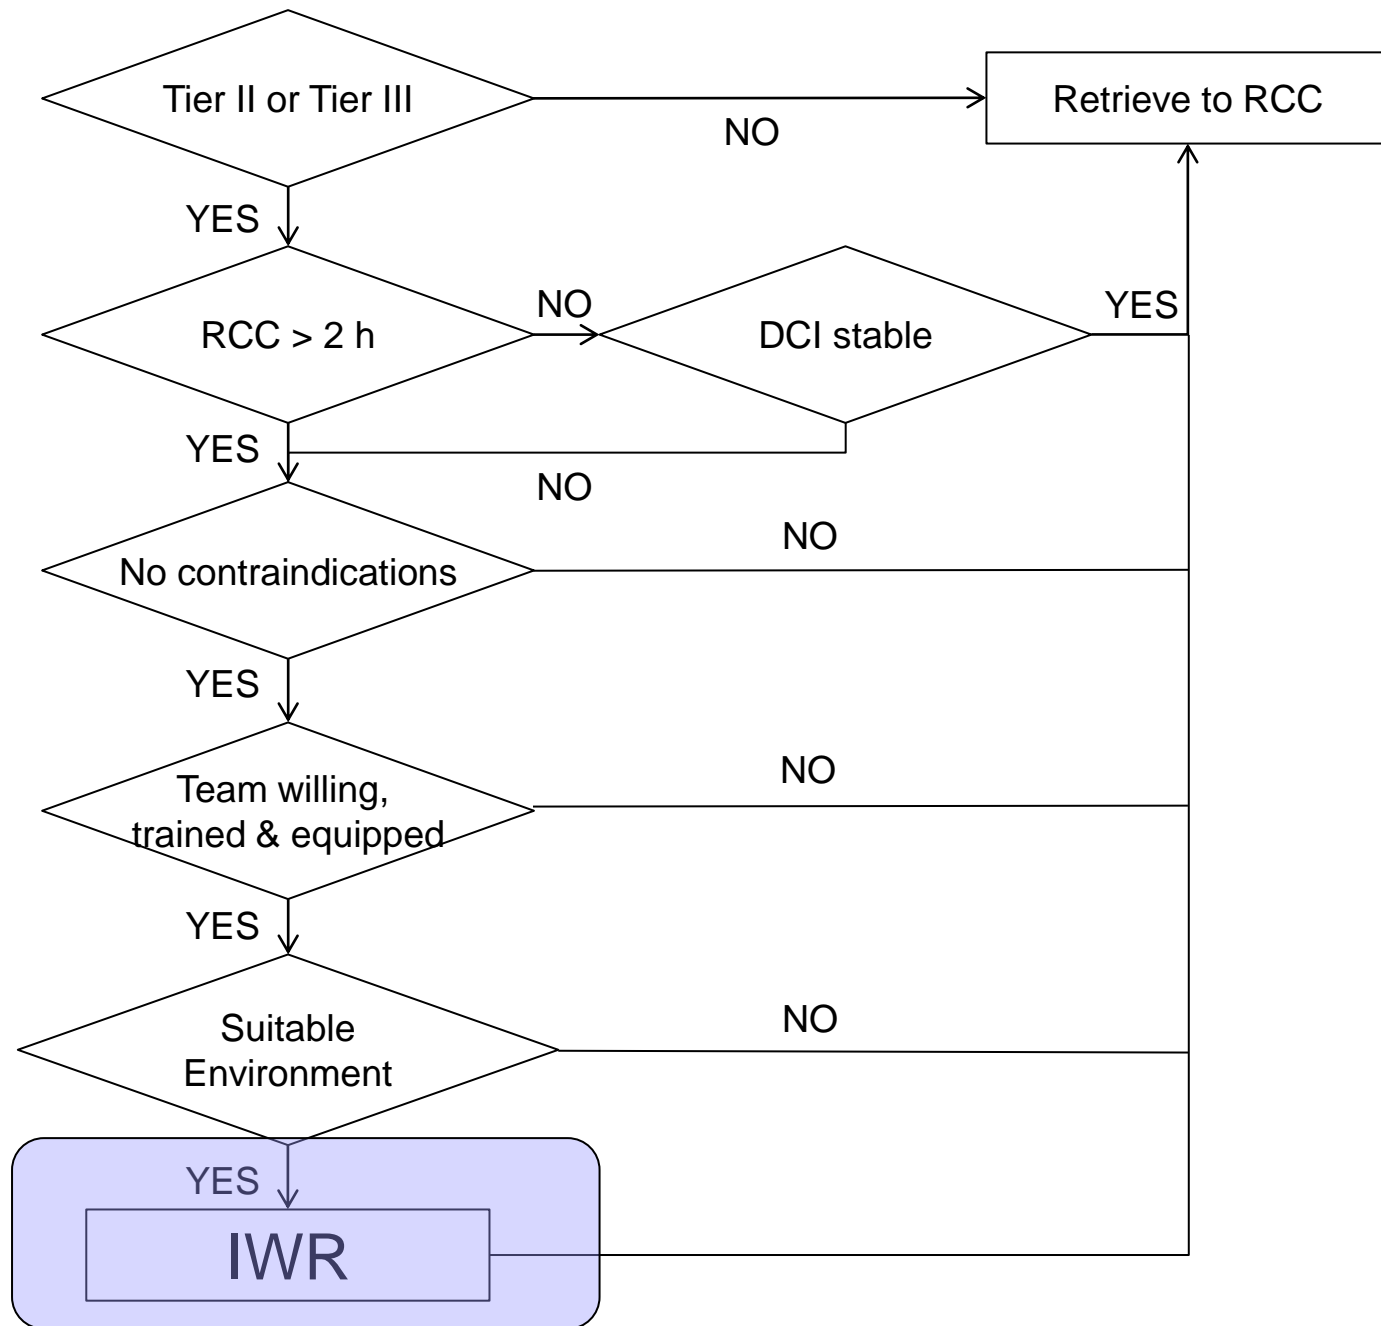 Tier II or Tier III
NO
Retrieve to RCC
YES
RCC > 2 h
NO
DCI stable
YES
YES
NO
No contraindications
NO
YES
Team willing,
trained & equipped
NO
YES
Suitable
Environment
NO
YES
IWR